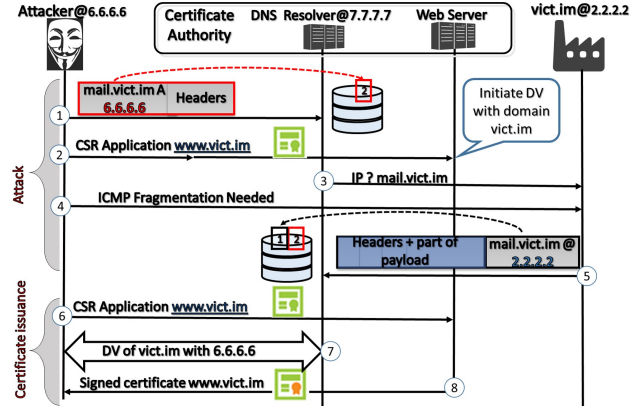 Attacker@6.6.6.6
Certificate
Authority
DNS Resolver@7.7.7.7
Web Server
vict.im@2.2.2.2
mail.vict.im A
6.6.6.6
Headers
2
1
Initiate DV
with domain
vict.im
2
CSR Application www.vict.im
3
IP ? mail.vict.im
4
ICMP Fragmentation Needed
Attack
1
2
Headers + part of
payload
mail.vict.im @
2.2.2.2
5
6
CSR Application www.vict.im
7
DV of vict.im with 6.6.6.6
8
Signed certificate www.vict.im
Certificate issuance